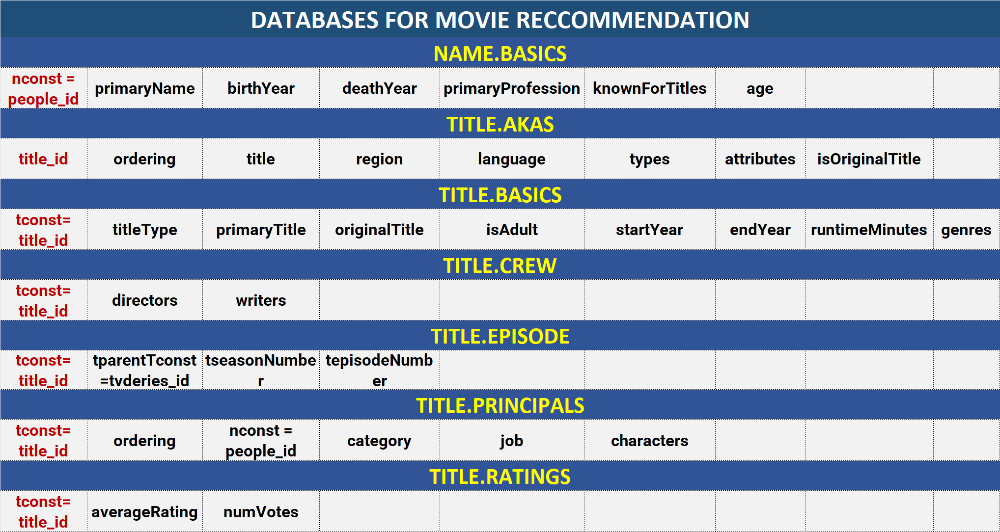 DATABASES FOR MOVIE RECCOMMENDATION
NAME.BASICS
nconst =
people_id
primaryName
birthYear
deathYear
primaryProfession
knownForTitles
age
TITLE.AKAS
title_id
ordering
title
region
language
types
attributes
isOriginalTitle
TITLE.BASICS
tconst=
title_id
titleType
primaryTitle
originalTitle
isAdult
startYear
endYear
runtimeMinutes
genres
TITLE.CREW
tconst=
title_id
directors
writers
TITLE.EPISODE
tconst=
title_id
tparentTconst
=tvderies_id
tseasonNumbe
r
tepisodeNumb
er
TITLE.PRINCIPALS
tconst=
title_id
ordering
nconst =
people_id
category
job
characters
TITLE.RATINGS
tconst=
title_id
averageRating
numVotes